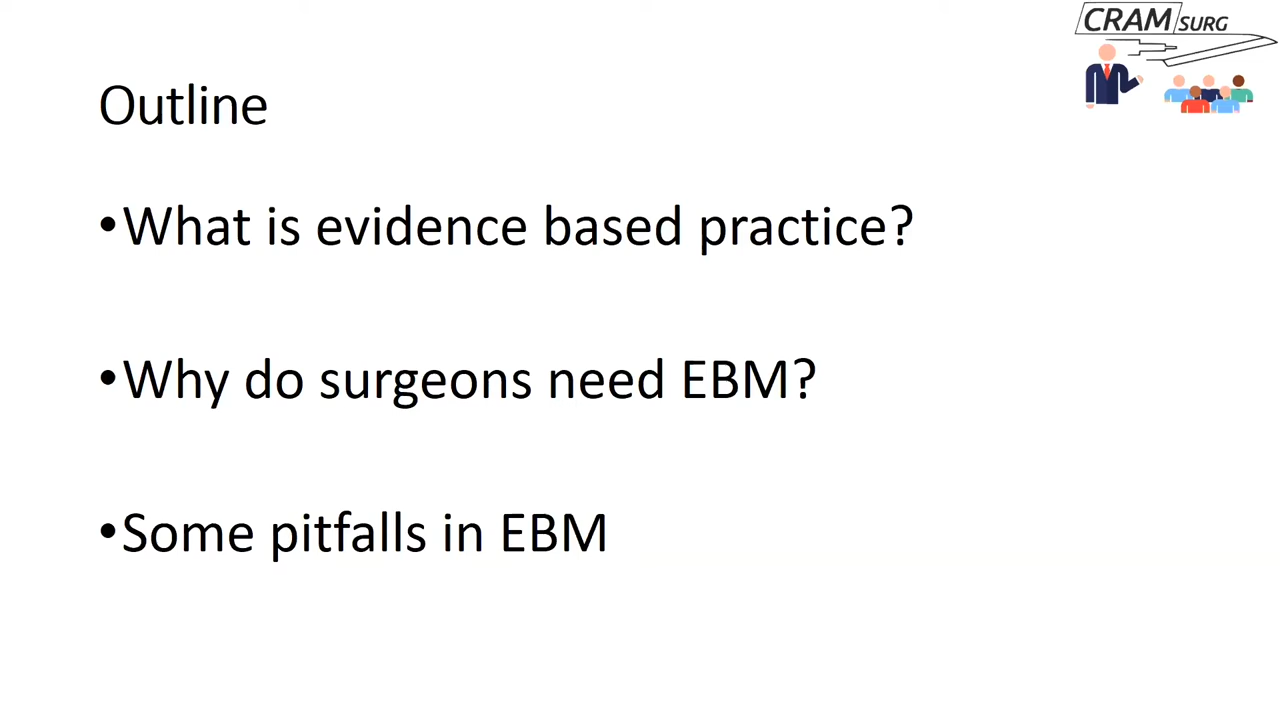 CRAM SURG
Outline
•What is evidence based practice?
•Why do surgeons need EBM?
•Some pitfalls in EBM